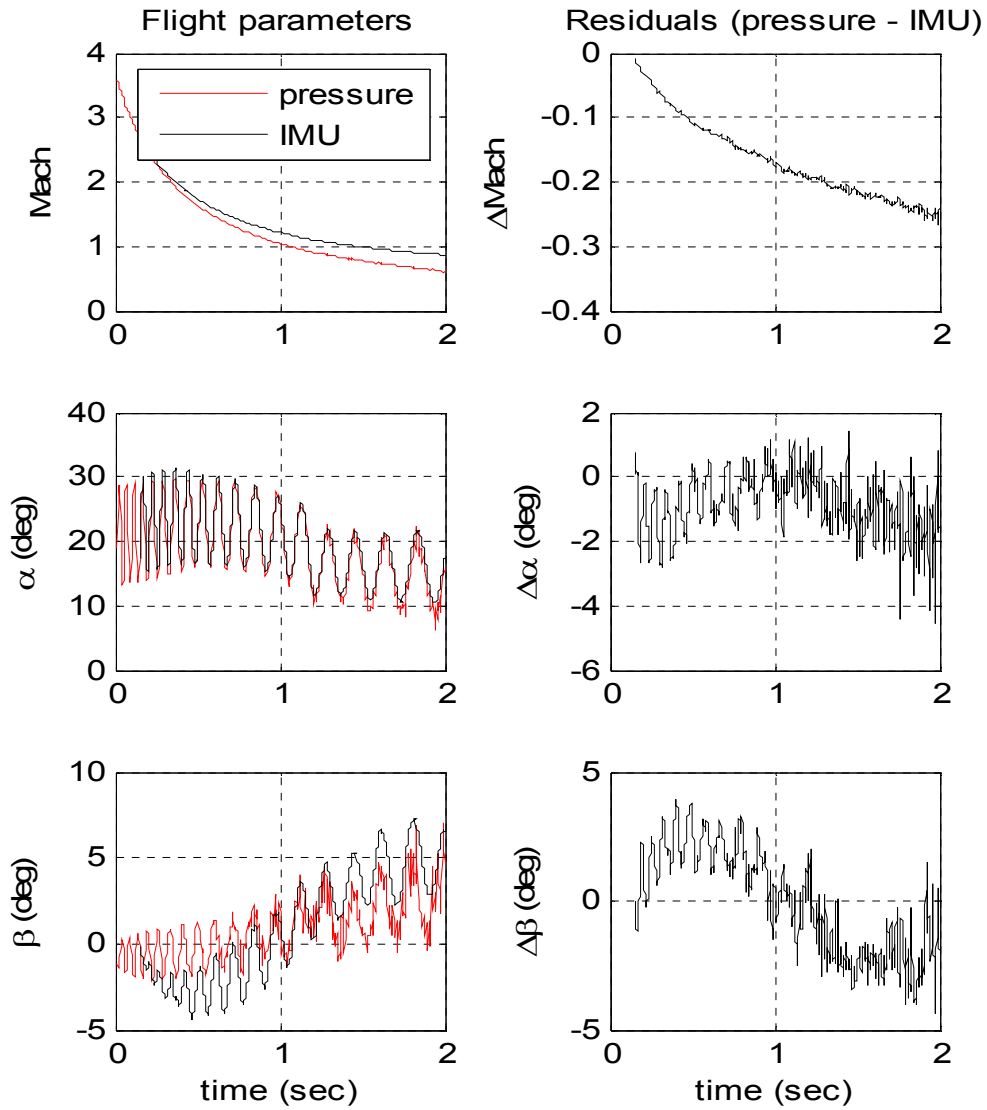 Flight parameters
Residuals (pressure - IMU)
4
3
2
1
0
Mach
pressure
IMU
0 1 2
0
-0.1
-0.2
-0.3
-0.4
ΔMach
0 1 2
40
30
20
10
0
α (deg)
0 1 2
2
0
-2
-4
-6
Δα (deg)
0 1 2
10
5
0
-5
β (deg)
0 1 2
time (sec)
5
0
5
Δβ (deg)
0 1 2
time (sec)